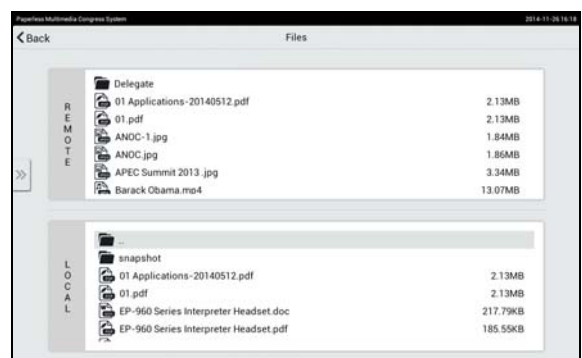 Paperless Multimedia Congress System 2014-11-26 16:18
Back Files
REMOTE
Delegate
01 Applications-20140512.pdf 2.13MB
01.pdf 2.13MB
ANOC-1.jpg 1.84MB
ANOC.jpg 1.86MB
APEC Summit 2013 .jpg 3.34MB
Barack Obama.mp4 13.07MB
LOCAL
..
snapshot
01 Applications-20140512.pdf 2.13MB
01.pdf 2.13MB
EP-960 Series Interpreter Headset.doc 217.79KB
EP-960 Series Interpreter Headset.pdf 185.55KB